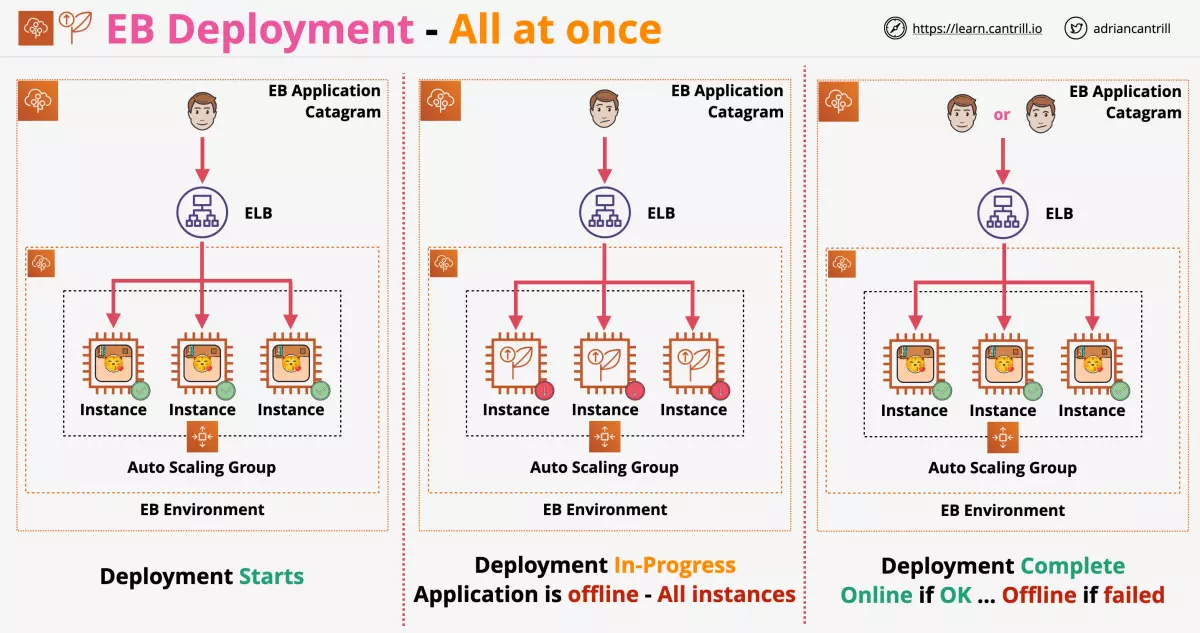 EB Deployment - All at once
https://learn.cantrill.io
adriancantrill
EB Application
Catagram
ELB
Instance
Instance
Instance
Auto Scaling Group
EB Environment
Deployment Starts
EB Application
Catagram
ELB
Instance
Instance
Instance
Auto Scaling Group
EB Environment
Deployment In-Progress
Application is offline - All instances
EB Application
Catagram
or
ELB
Instance
Instance
Instance
Auto Scaling Group
EB Environment
Deployment Complete
Online if OK ... Offline if failed